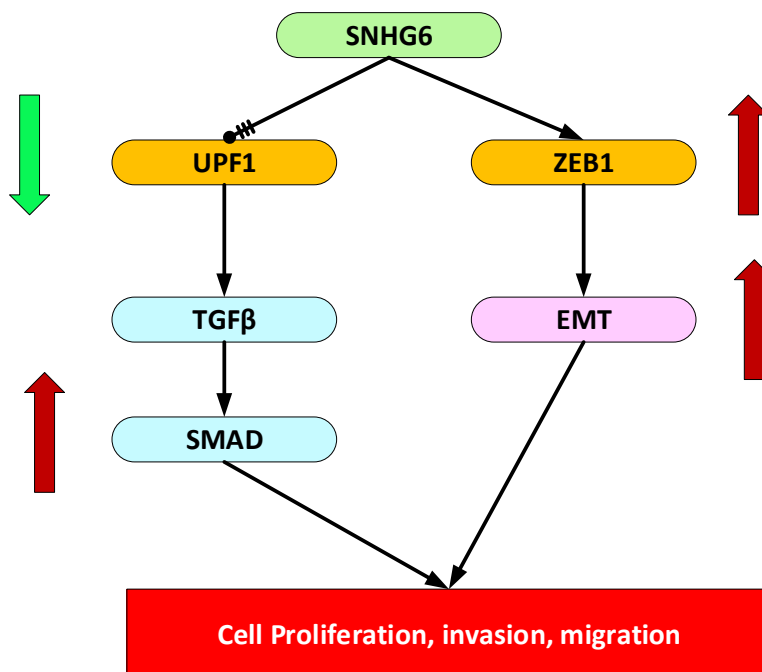 SNHG6
UPF1
ZEB1
TGFβ
EMT
SMAD
Cell Proliferation, invasion, migration